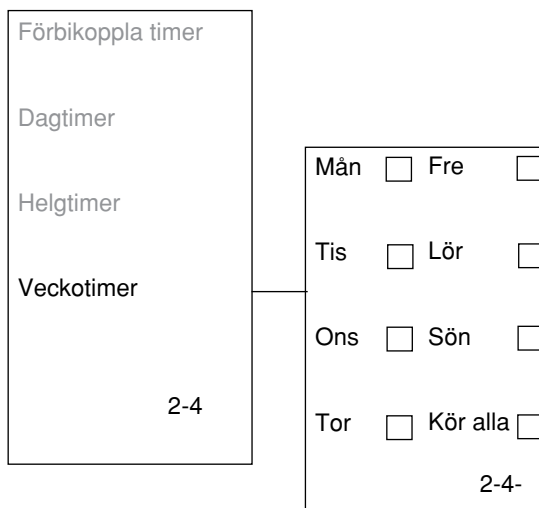 Förbikoppla timer
Dagtimer
Helgtimer
Veckotimer
2-4
Mån Fre
Tis Lör
Ons Sön
Tor Kör alla
2-4-